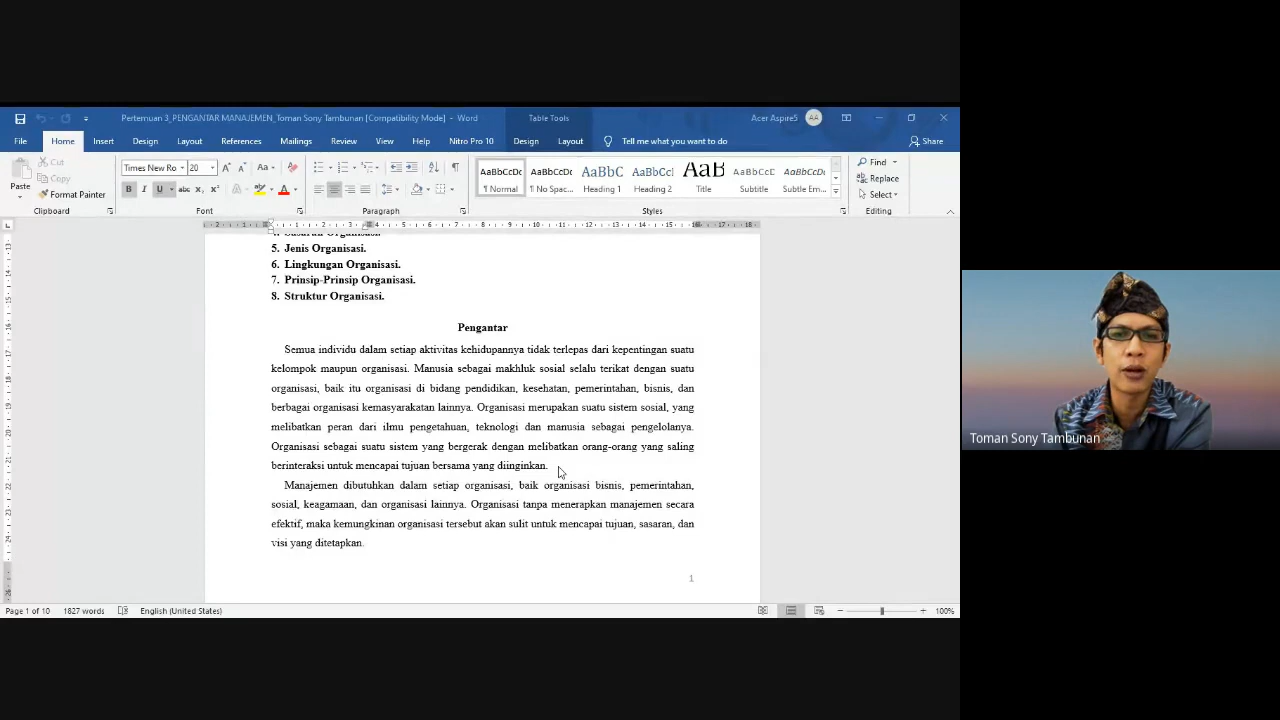 Pertemuan 3_PENGANTAR MANAJEMEN_Toman Sony Tambunan [Compatibility Mode] - Word
Table Tools
Acer Aspire5
AA
File Home Insert Design Layout References Mailings Review View Help Nitro Pro 10 Design Layout Tell me what you want to do Share
Paste
Cut
Copy
Format Painter
Clipboard
Times New Ro 20
Font
Paragraph
AaBbCcDc AaBbCcDc AaBbC AaBbCcI AaB AaBbCcD AaBbCcDc
¶ Normal ¶ No Spac... Heading 1 Heading 2 Title Subtitle Subtle Em...
Styles
Find
Replace
Select
Editing
4. Sasaran Organisasi.
5. Jenis Organisasi.
6. Lingkungan Organisasi.
7. Prinsip-Prinsip Organisasi.
8. Struktur Organisasi.
Pengantar
Semua individu dalam setiap aktivitas kehidupannya tidak terlepas dari kepentingan suatu
kelompok maupun organisasi. Manusia sebagai makhluk sosial selalu terikat dengan suatu
organisasi, baik itu organisasi di bidang pendidikan, kesehatan, pemerintahan, bisnis, dan
berbagai organisasi kemasyarakatan lainnya. Organisasi merupakan suatu sistem sosial, yang
melibatkan peran dari ilmu pengetahuan, teknologi dan manusia sebagai pengelolanya.
Organisasi sebagai suatu sistem yang bergerak dengan melibatkan orang-orang yang saling
berinteraksi untuk mencapai tujuan bersama yang diinginkan.
Manajemen dibutuhkan dalam setiap organisasi, baik organisasi bisnis, pemerintahan,
sosial, keagamaan, dan organisasi lainnya. Organisasi tanpa menerapkan manajemen secara
efektif, maka kemungkinan organisasi tersebut akan sulit untuk mencapai tujuan, sasaran, dan
visi yang ditetapkan.
1
Page 1 of 10 1827 words English (United States) 100%
Toman Sony Tambunan